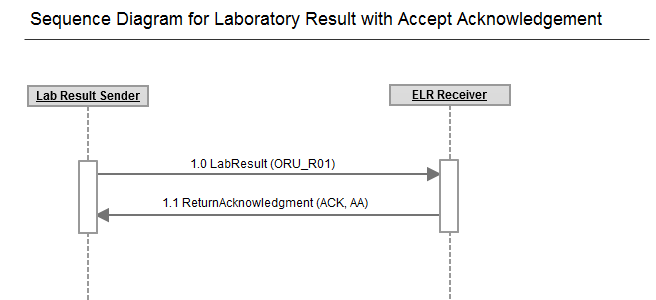 Sequence Diagram for Laboratory Result with Accept Acknowledgement
Lab Result Sender
ELR Receiver
1.0 LabResult (ORU_R01)
1.1 ReturnAcknowledgment (ACK, AA)